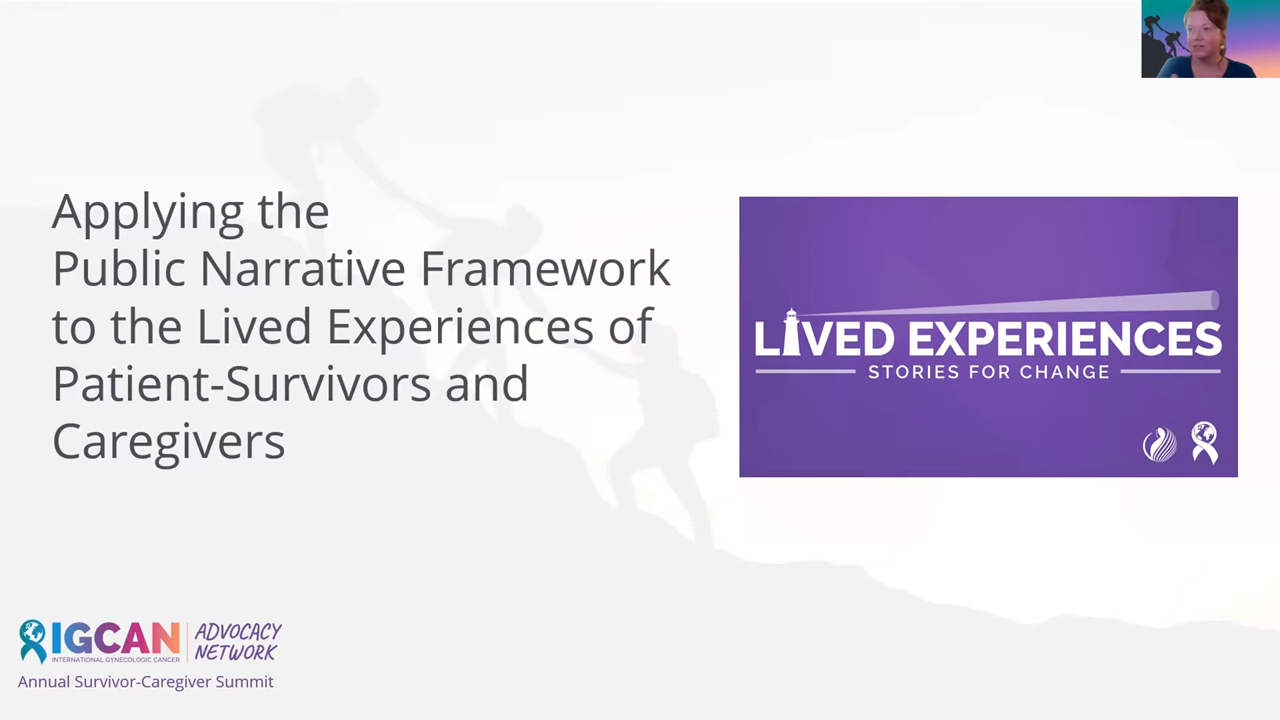 Applying the
Public Narrative Framework
to the Lived Experiences of
Patient-Survivors and
Caregivers
LIVED EXPERIENCES
STORIES FOR CHANGE
IGCAN
INTERNATIONAL GYNECOLOGIC CANCER
ADVOCACY
NETWORK
Annual Survivor-Caregiver Summit